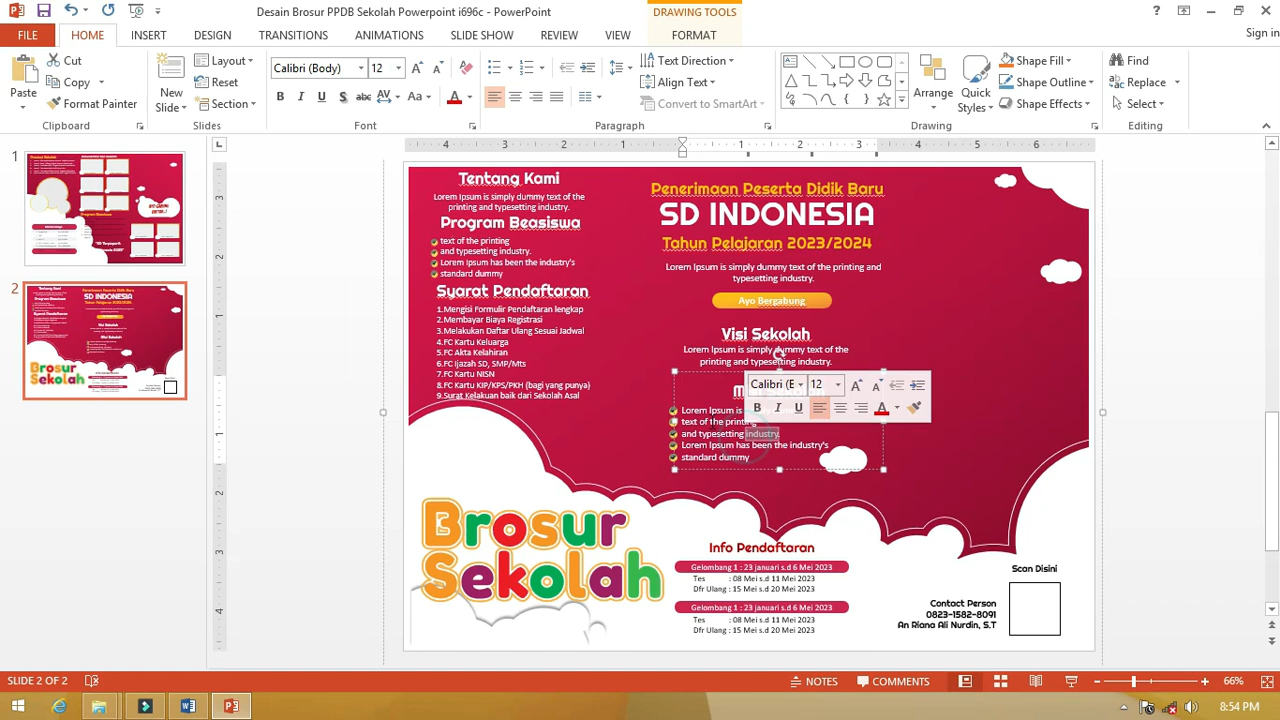 Desain Brosur PPDB Sekolah Powerpoint i696c - PowerPoint
DRAWING TOOLS
FILE HOME INSERT DESIGN TRANSITIONS ANIMATIONS SLIDE SHOW REVIEW VIEW FORMAT
Sign in
Paste
Cut
Copy
Format Painter
Clipboard
New Slide
Layout
Reset
Section
Slides
Calibri (Body) 12
B I U S abc AV Aa A
Font
Text Direction
Align Text
Convert to SmartArt
Paragraph
Arrange
Quick Styles
Shape Fill
Shape Outline
Shape Effects
Drawing
Find
Replace
Select
Editing
1
2
Tentang Kami
Lorem Ipsum is simply dummy text of the
printing and typesetting industry.
Program Beasiswa
text of the printing
and typesetting industry.
Lorem Ipsum has been the industry's
standard dummy
Syarat Pendaftaran
1.Mengisi Formulir Pendaftaran lengkap
2.Membayar Biaya Registrasi
3.Melakukan Daftar Ulang Sesuai Jadwal
4.FC Kartu Keluarga
5.FC Akta Kelahiran
6.FC Ijazah SD, SMP/Mts
7.FC Kartu NISN
8.FC Kartu KIP/KPS/PKH (bagi yang punya)
9.Surat Kelakuan baik dari Sekolah Asal
Penerimaan Peserta Didik Baru
SD INDONESIA
Tahun Pelajaran 2023/2024
Lorem Ipsum is simply dummy text of the printing and
typesetting industry.
Ayo Bergabung
Visi Sekolah
Lorem Ipsum is simply dummy text of the
printing and typesetting industry.
Calibri (E 12
B I U A
Lorem Ipsum is
text of the printing
and typesetting industry.
Lorem Ipsum has been the industry's
standard dummy
Brosur
Sekolah
Info Pendaftaran
Gelombang 1 : 23 januari s.d 6 Mei 2023
Tes : 08 Mei s.d 11 Mei 2023
Dfr Ulang : 15 Mei s.d 20 Mei 2023
Gelombang 1 : 23 januari s.d 6 Mei 2023
Tes : 08 Mei s.d 11 Mei 2023
Dfr Ulang : 15 Mei s.d 20 Mei 2023
Scan Disini
Contact Person
0823-1582-8091
An Riana Ali Nurdin, S.T
SLIDE 2 OF 2
NOTES
COMMENTS
66%
8:54 PM